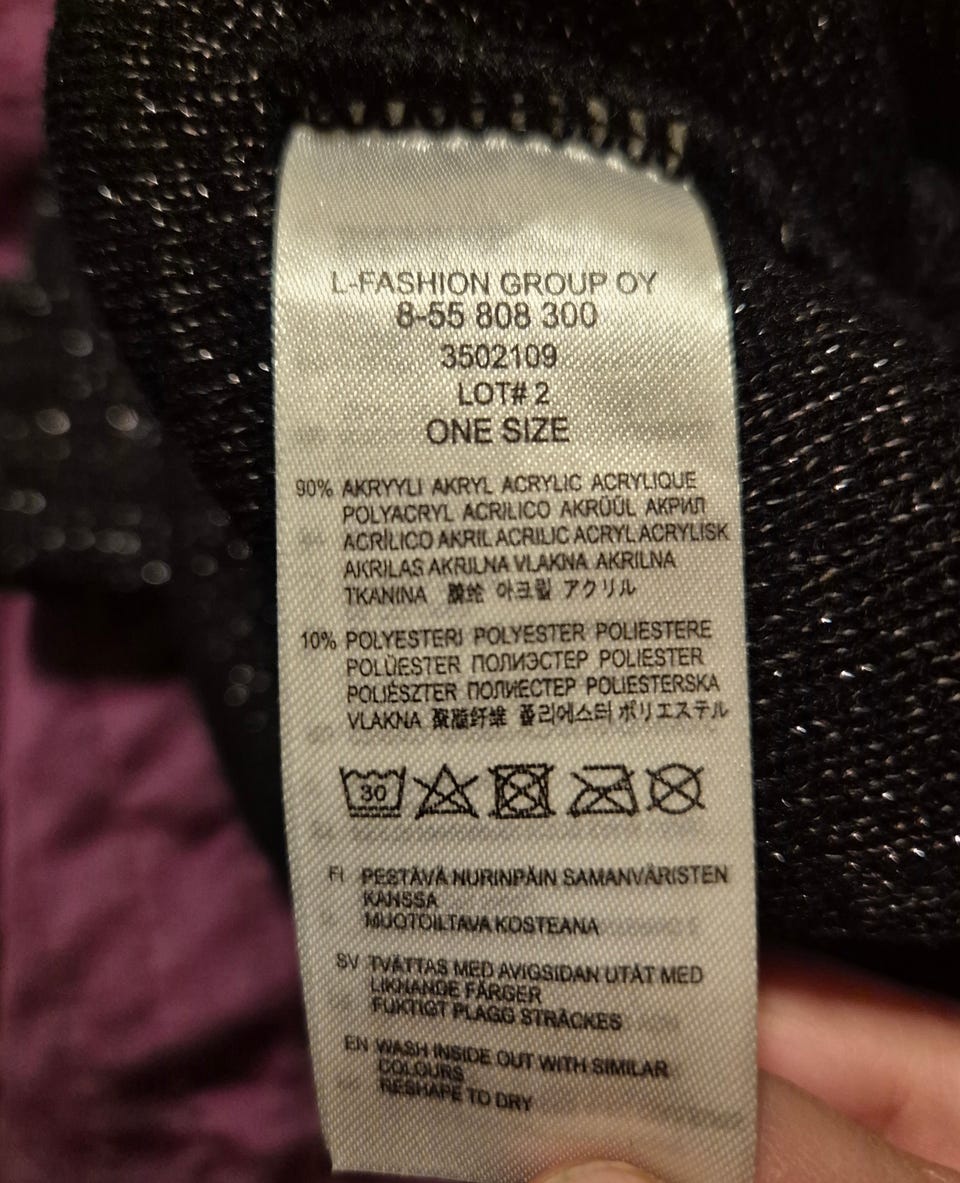 L-FASHION GROUP OY
8-55 808 300
3502109
LOT# 2
ONE SIZE
90% AKRYYLI AKRYL ACRYLIC ACRYLIQUE
POLYACRYL ACRILICO AKRÜÜL АКРИЛ
ACRÍLICO AKRIL ACRILIC ACRYL ACRYLISK
AKRILAS AKRILNA VLAKNA AKRILNA
TKANINA 腈纶 아크릴 アクリル
10% POLYESTERI POLYESTER POLIESTERE
POLÜESTER ПОЛИЭСТЕР POLIESTER
POLIÉSZTER ПОЛИЕСТЕР POLIESTERSKA
VLAKNA 聚酯纤维 폴리에스터 ポリエステル
30
FI PESTÄVÄ NURINPÄIN SAMANVÄRISTEN
KANSSA
MUOTOILTAVA KOSTEANA
SV TVÄTTAS MED AVIGSIDAN UTÅT MED
LIKNANDE FÄRGER
FUKTIGT PLAGG STRÄCKES
EN WASH INSIDE OUT WITH SIMILAR
COLOURS
RESHAPE TO DRY